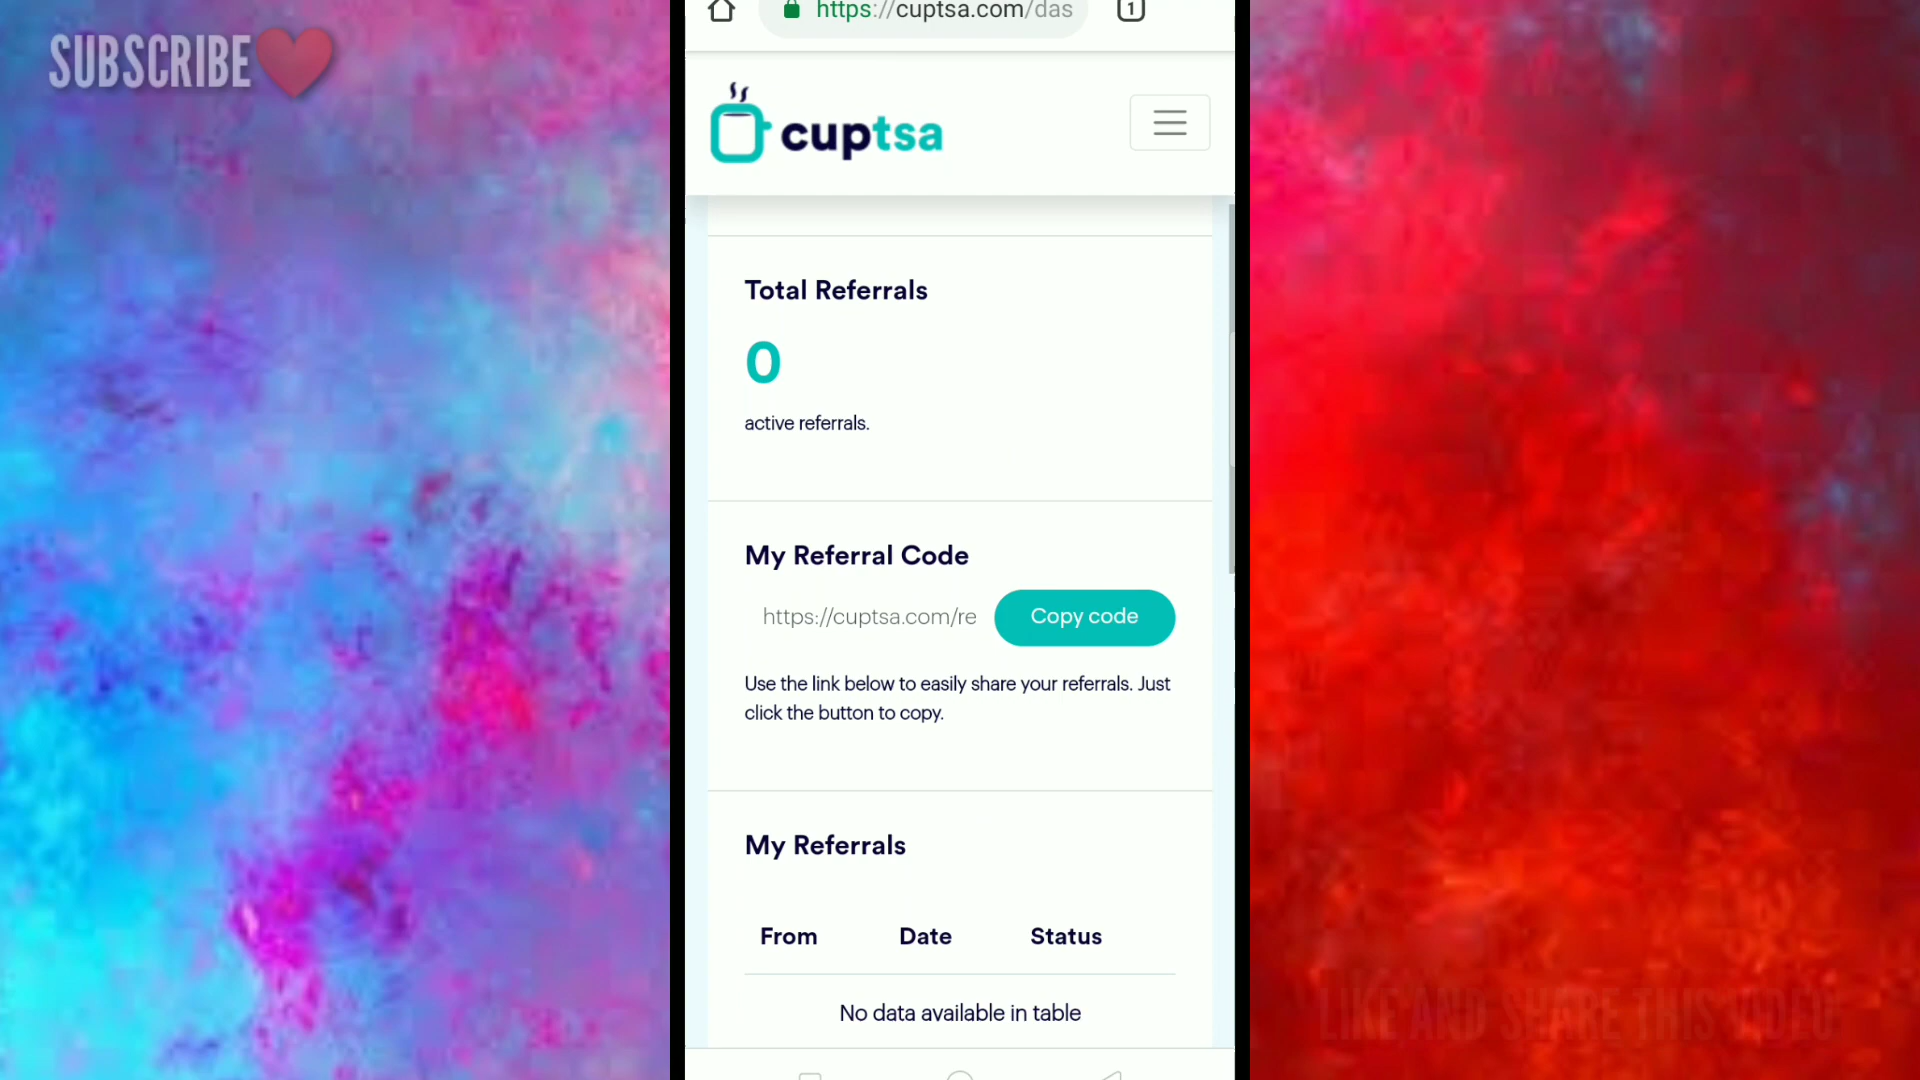 SUBSCRIBE
https://cuptsa.com/das
1
cuptsa
Total Referrals
0
active referrals.
My Referral Code
https://cuptsa.com/re
Copy code
Use the link below to easily share your referrals. Just
click the button to copy.
My Referrals
From Date Status
No data available in table
LIKE AND SHARE THIS VIDEO